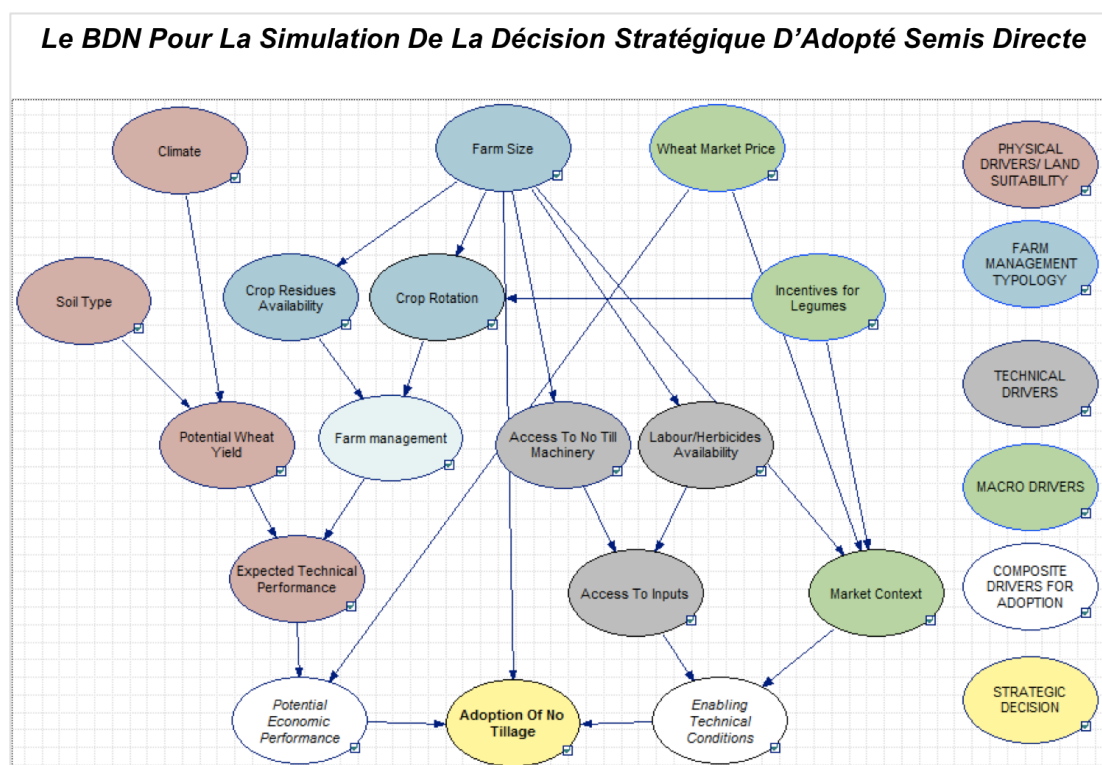 Le BDN Pour La Simulation De La Décision Stratégique D'Adopté Semis Directe
Climate
Farm Size
Wheat Market Price
PHYSICAL
DRIVERS/ LAND
SUITABILITY
Soil Type
Crop Residues
Availability
Crop Rotation
Incentives for
Legumes
FARM
MANAGEMENT
TYPOLOGY
Potential Wheat
Yield
Farm management
Access To No Till
Machinery
Labour/Herbicides
Availability
TECHNICAL
DRIVERS
MACRO DRIVERS
Expected Technical
Performance
Access To Inputs
Market Context
COMPOSITE
DRIVERS FOR
ADOPTION
Potential
Economic
Performance
Adoption Of No
Tillage
Enabling
Technical
Conditions
STRATEGIC
DECISION